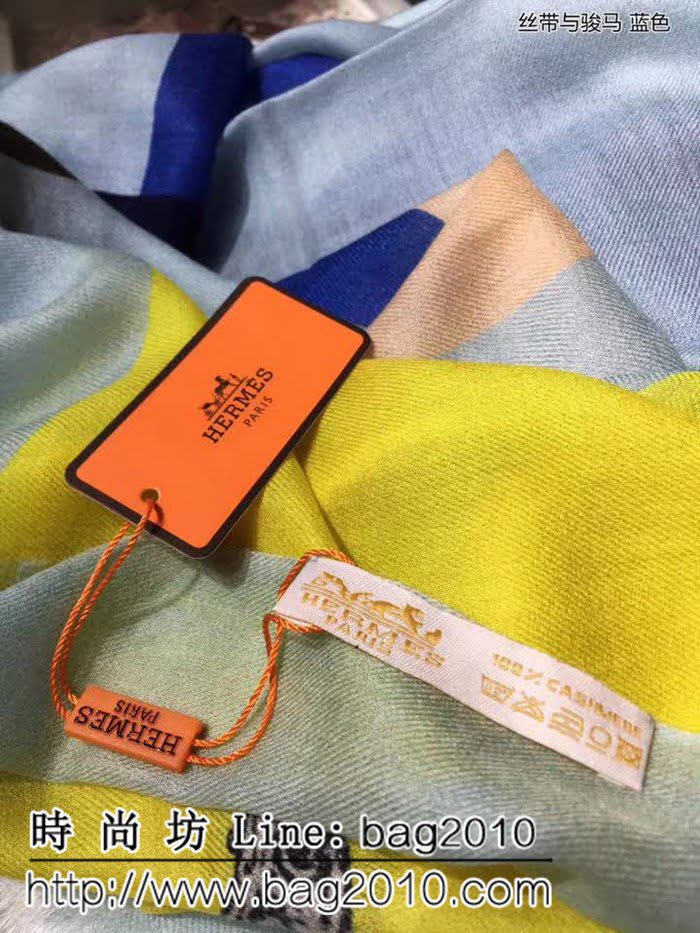 丝带与骏马 蓝色
HERMÈS
PARIS
HERMES
PARIS
100% CASHMERE
HERMES
PARIS
時 尚 坊 Line: bag2010
http://www.bag2010.com